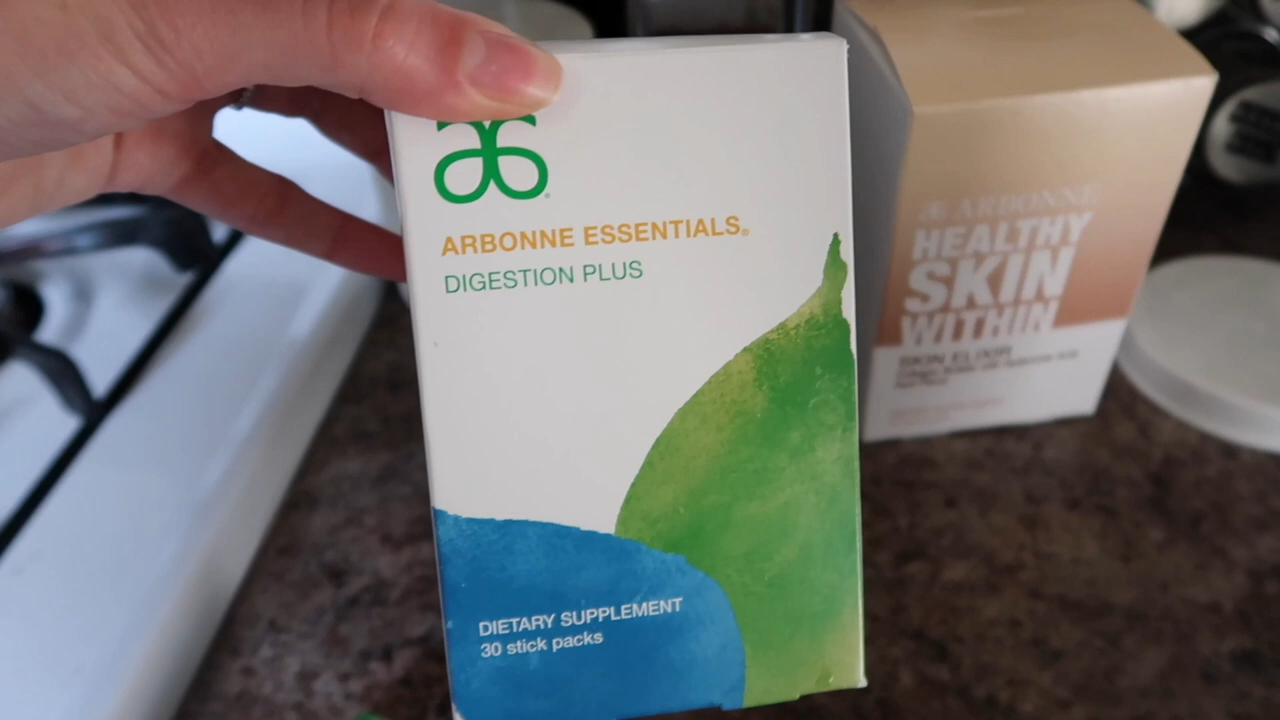 ARBONNE ESSENTIALS®
DIGESTION PLUS
DIETARY SUPPLEMENT
30 stick packs
ARBONNE
HEALTHY
SKIN
WITHIN
SKIN ELIXIR